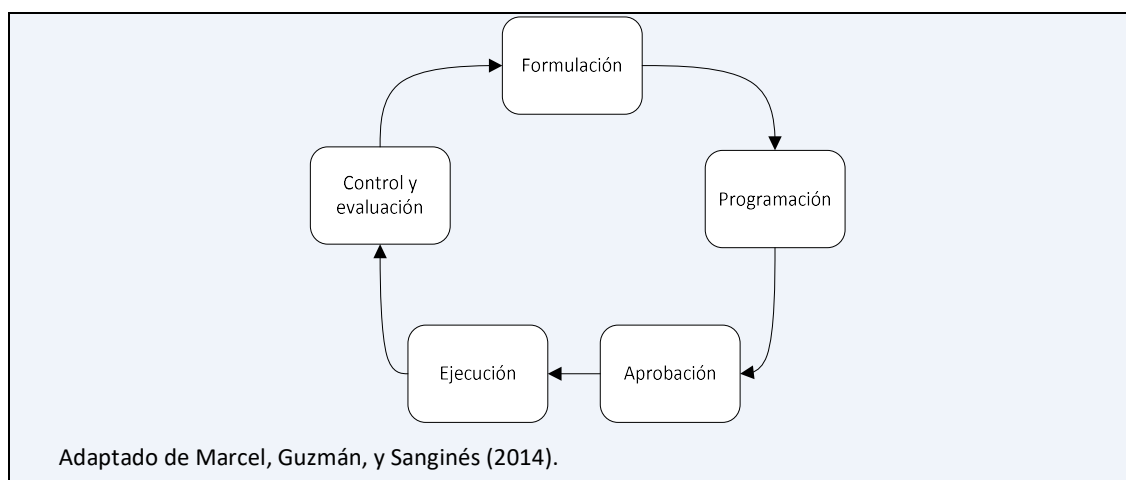 Formulación
Programación
Aprobación
Ejecución
Control y
evaluación
Adaptado de Marcel, Guzmán, y Sanginés (2014).